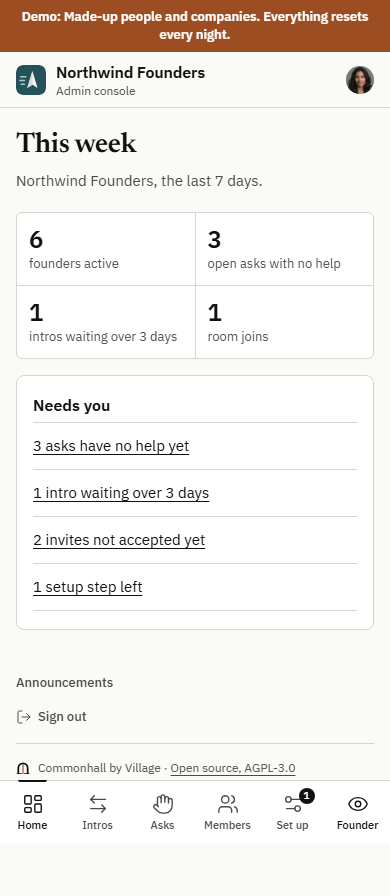 Demo: Made-up people and companies. Everything resets
every night.
Northwind Founders
Admin console
This week
Northwind Founders, the last 7 days.
6
founders active
3
open asks with no help
1
intros waiting over 3 days
1
room joins
Needs you
3 asks have no help yet
1 intro waiting over 3 days
2 invites not accepted yet
1 setup step left
Announcements
Sign out
Commonhall by Village · Open source, AGPL-3.0
1
Home Intros Asks Members Set up Founder